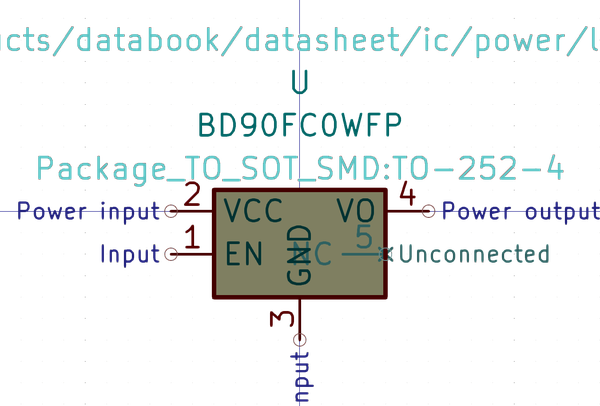 ucts/databook/datasheet/ic/power/l
U
BD90FC0WFP
Package_TO_SOT_SMD:TO-252-4
Power input 2 VCC VO 4 Power output
Input 1 EN GND NC 5 Unconnected
3
nput